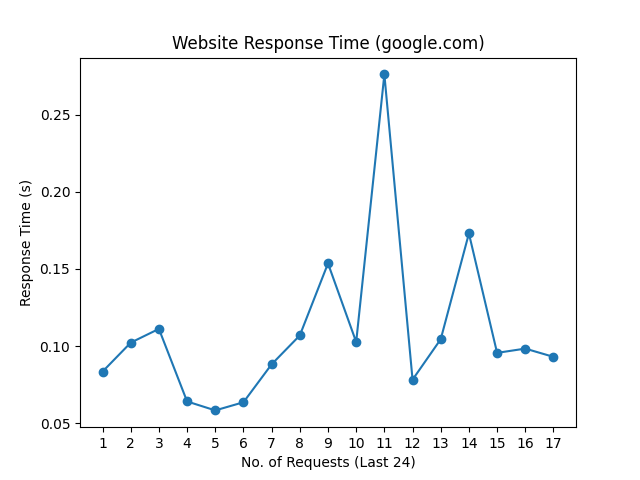 Website Response Time (google.com)
0.25
0.20
0.15
0.10
0.05
Response Time (s)
1 2 3 4 5 6 7 8 9 10 11 12 13 14 15 16 17
No. of Requests (Last 24)